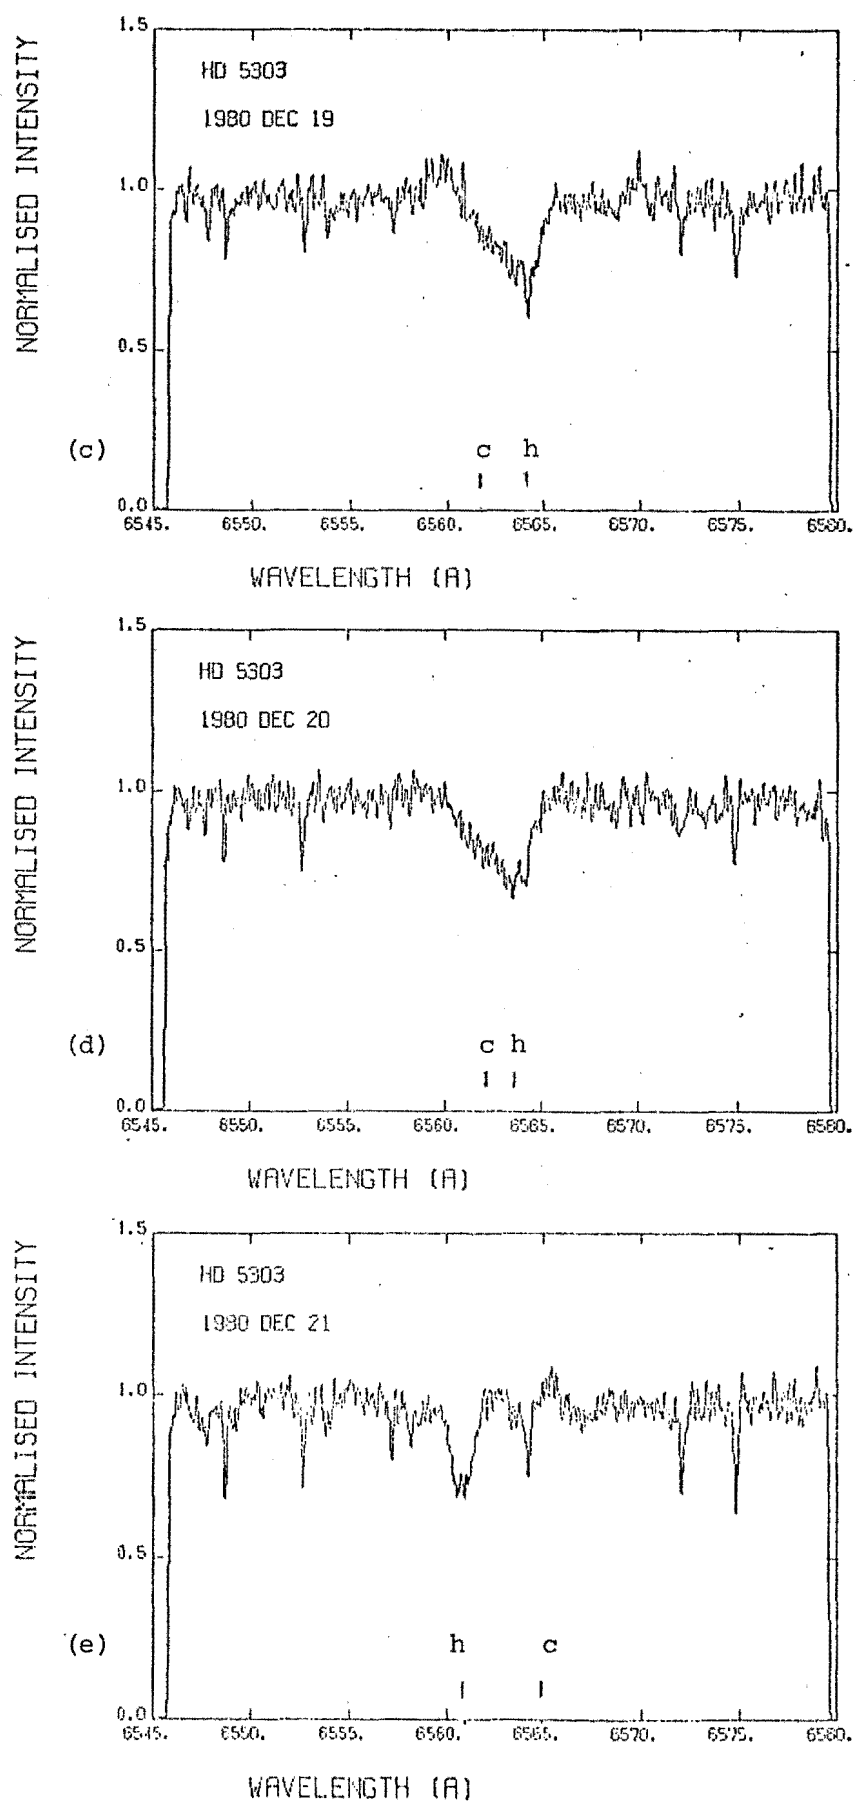 NORMALISED INTENSITY
1.5
HD 5303
1980 DEC 19
1.0
0.5
(c)
c h
0.0
6545. 6550. 6555. 6560. 6565. 6570. 6575. 6580.
WAVELENGTH (A)
NORMALISED INTENSITY
1.5
HD 5303
1980 DEC 20
1.0
0.5
(d)
c h
0.0
6545. 6550. 6555. 6560. 6565. 6570. 6575. 6580.
WAVELENGTH (A)
NORMALISED INTENSITY
1.5
HD 5303
1980 DEC 21
1.0
0.5
(e)
h c
0.0
6545. 6550. 6555. 6560. 6565. 6570. 6575. 6580.
WAVELENGTH (A)